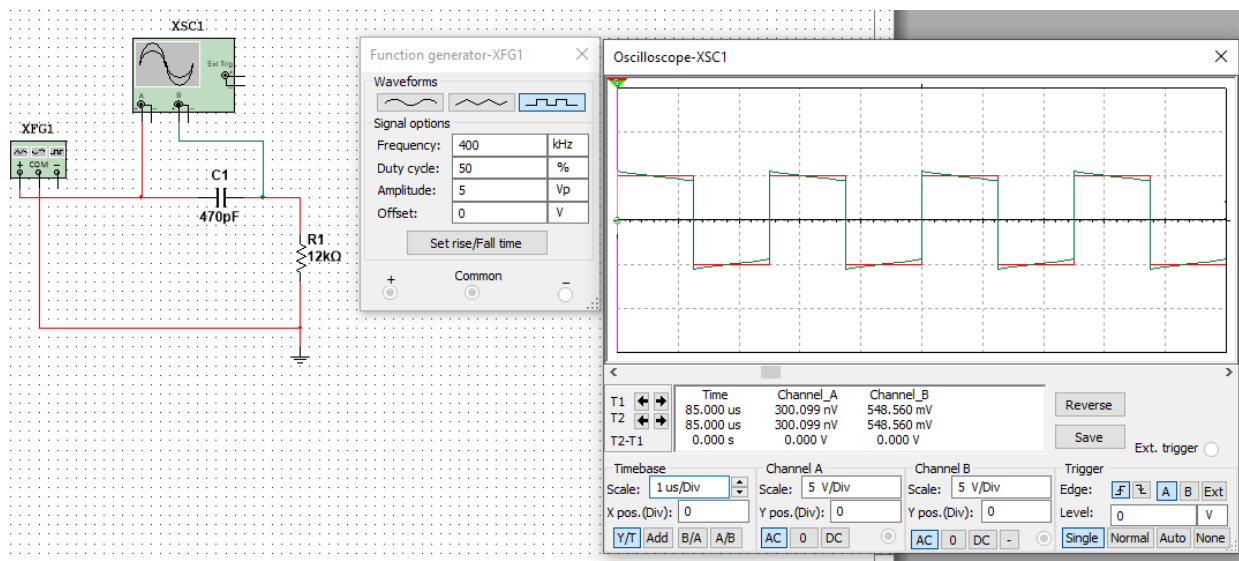 XSC1
Ext Trig
A
B
XFG1
+ COM -
C1
470pF
R1
12kΩ
Function generator-XFG1
Waveforms
Signal options
Frequency: 400 kHz
Duty cycle: 50 %
Amplitude: 5 Vp
Offset: 0 V
Set rise/Fall time
+ Common -
Oscilloscope-XSC1
Time Channel_A Channel_B
T1 85.000 us 300.099 nV 548.560 mV
T2 85.000 us 300.099 nV 548.560 mV
T2-T1 0.000 s 0.000 V 0.000 V
Reverse
Save
Ext. trigger
Timebase
Scale: 1 us/Div
X pos.(Div): 0
Y/T Add B/A A/B
Channel A
Scale: 5 V/Div
Y pos.(Div): 0
AC 0 DC
Channel B
Scale: 5 V/Div
Y pos.(Div): 0
AC 0 DC -
Trigger
Edge: A B Ext
Level: 0 V
Single Normal Auto None